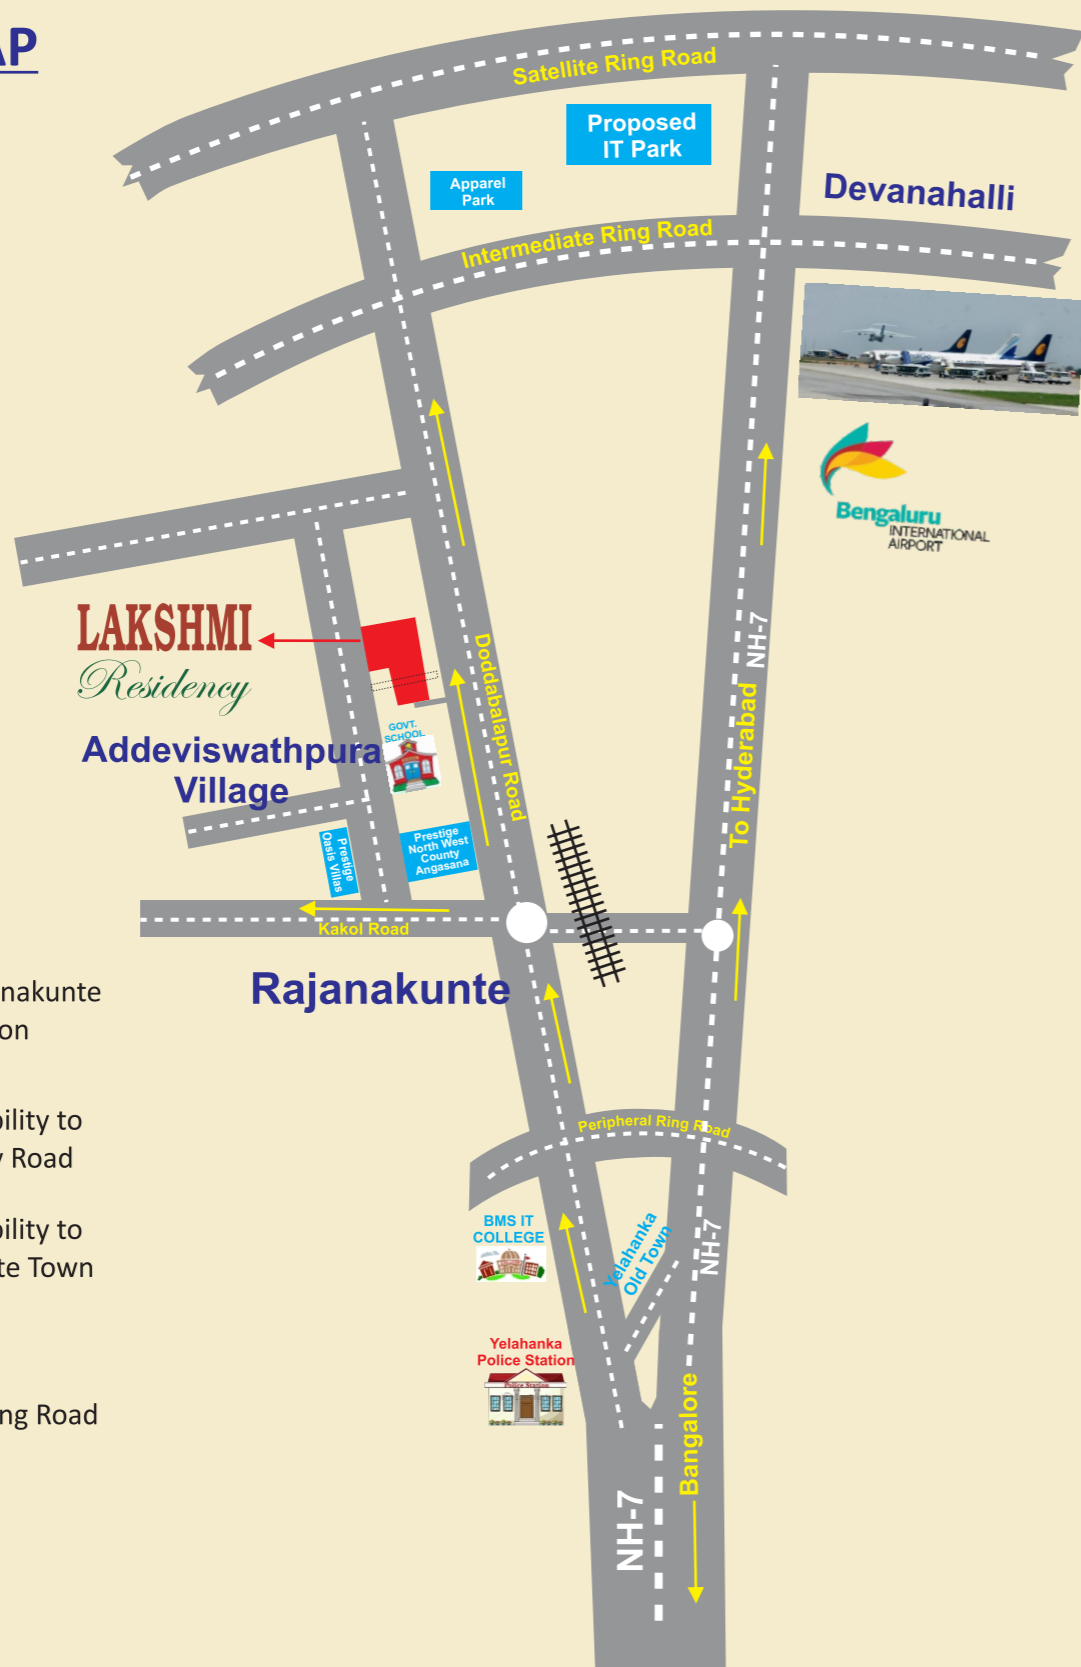 AP
Satellite Ring Road
Proposed
IT Park
Apparel
Park
Devanahalli
Intermediate Ring Road
Bengaluru
INTERNATIONAL
AIRPORT
LAKSHMI
Residency
Doddabalapur Road
To Hyderabad NH-7
GOVT.
SCHOOL
Addeviswathpura
Village
Prestige
Oasis Villas
Prestige
North West
County
Angasana
Kakol Road
Rajanakunte
nakunte
on
Peripheral Ring Road
bility to
y Road
BMS IT
COLLEGE
Yelahanka
Old Town
NH-7
bility to
te Town
Yelahanka
Police Station
Police Station
ng Road
Bangalore
NH-7